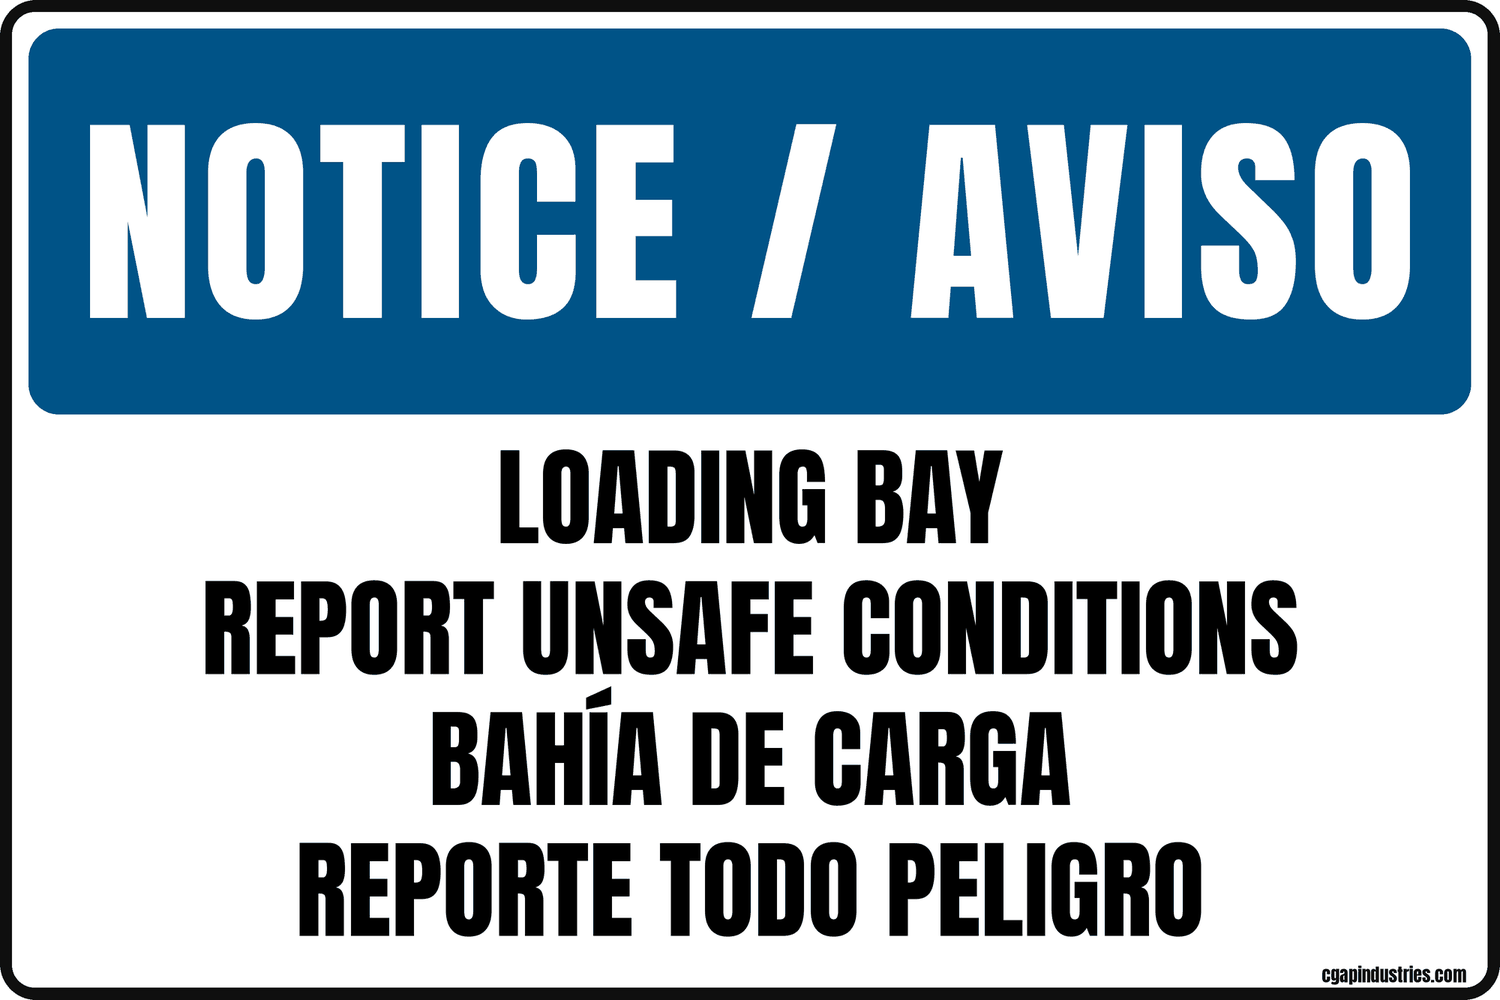 NOTICE / AVISO
LOADING BAY
REPORT UNSAFE CONDITIONS
BAHÍA DE CARGA
REPORTE TODO PELIGRO
cgapindustries.com